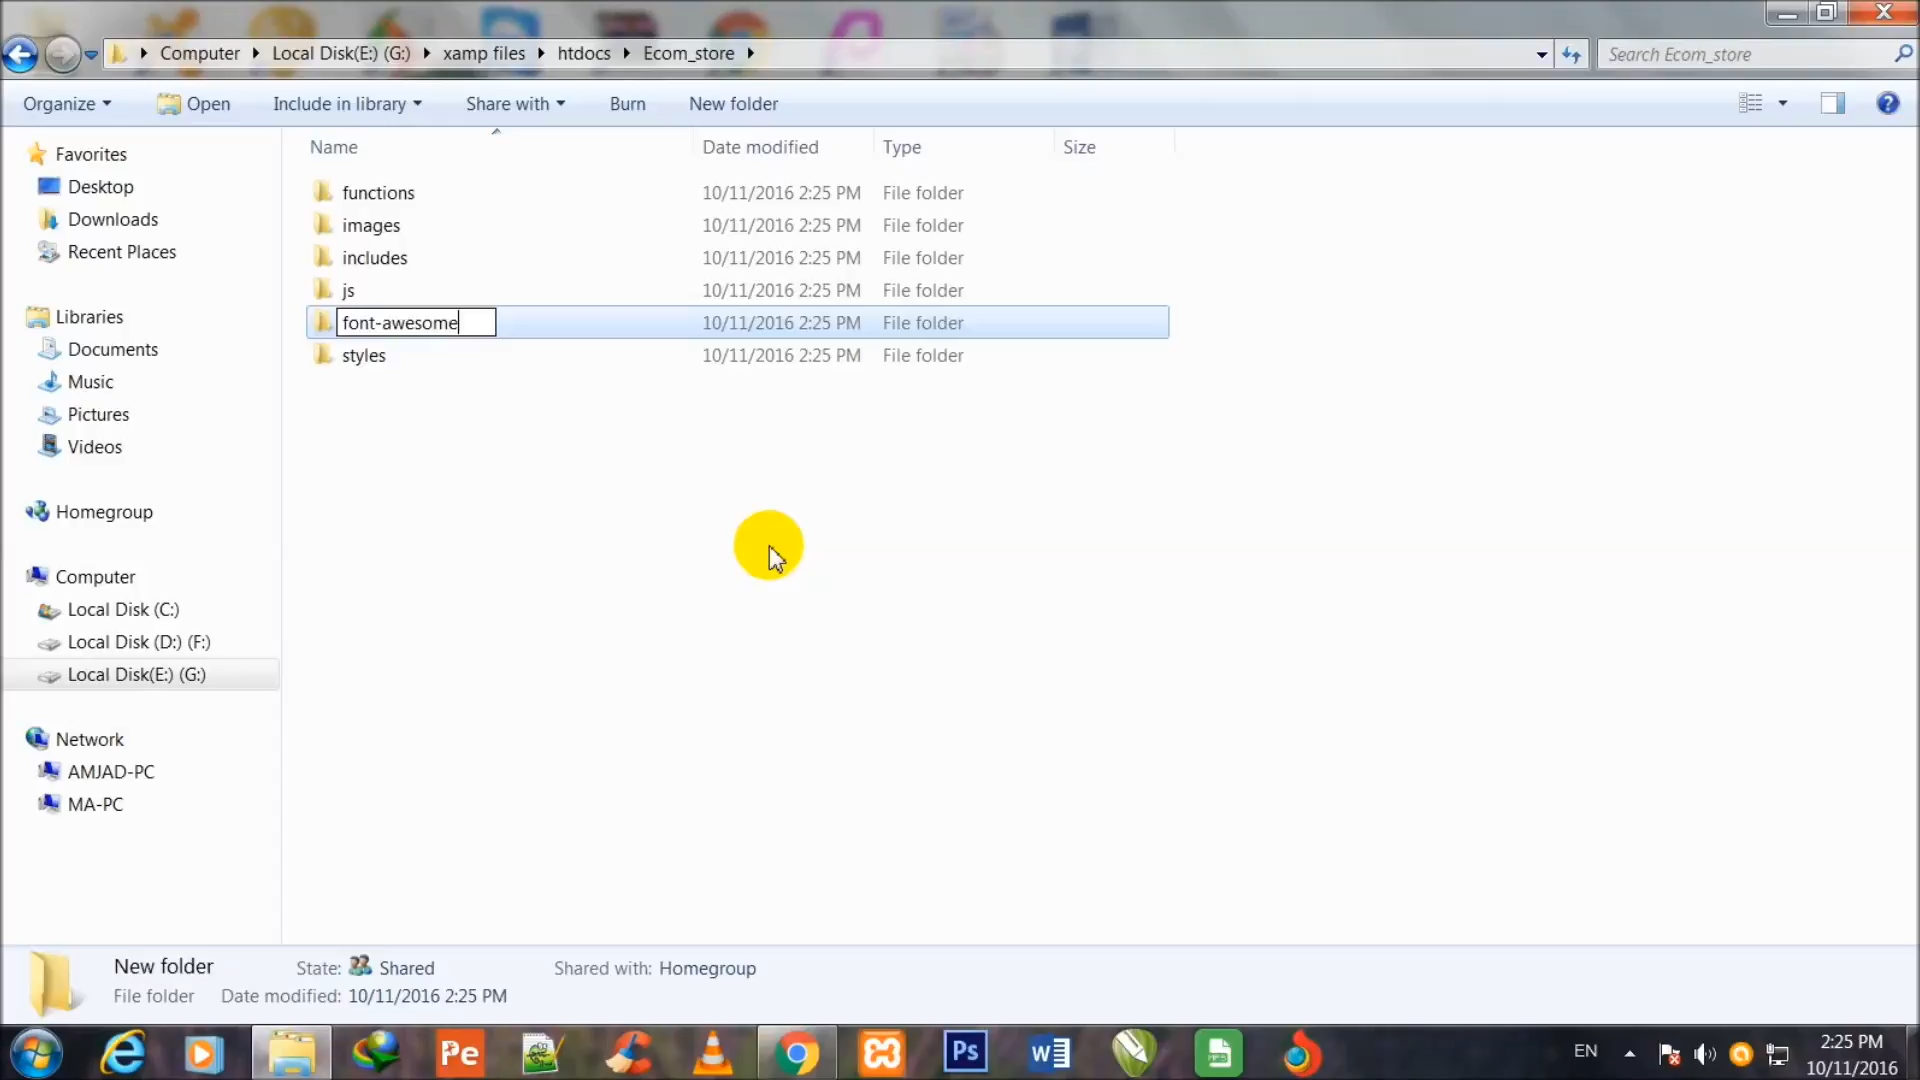 Computer Local Disk(E:) (G:) xamp files htdocs Ecom_store Search Ecom_store
Organize Open Include in library Share with Burn New folder
Name Date modified Type Size
functions 10/11/2016 2:25 PM File folder
images 10/11/2016 2:25 PM File folder
includes 10/11/2016 2:25 PM File folder
js 10/11/2016 2:25 PM File folder
font-awesome 10/11/2016 2:25 PM File folder
styles 10/11/2016 2:25 PM File folder
Favorites
Desktop
Downloads
Recent Places
Libraries
Documents
Music
Pictures
Videos
Homegroup
Computer
Local Disk (C:)
Local Disk (D:) (F:)
Local Disk(E:) (G:)
Network
AMJAD-PC
MA-PC
New folder State: Shared Shared with: Homegroup
File folder Date modified: 10/11/2016 2:25 PM
Pe Ps W MP3 EN 2:25 PM
10/11/2016